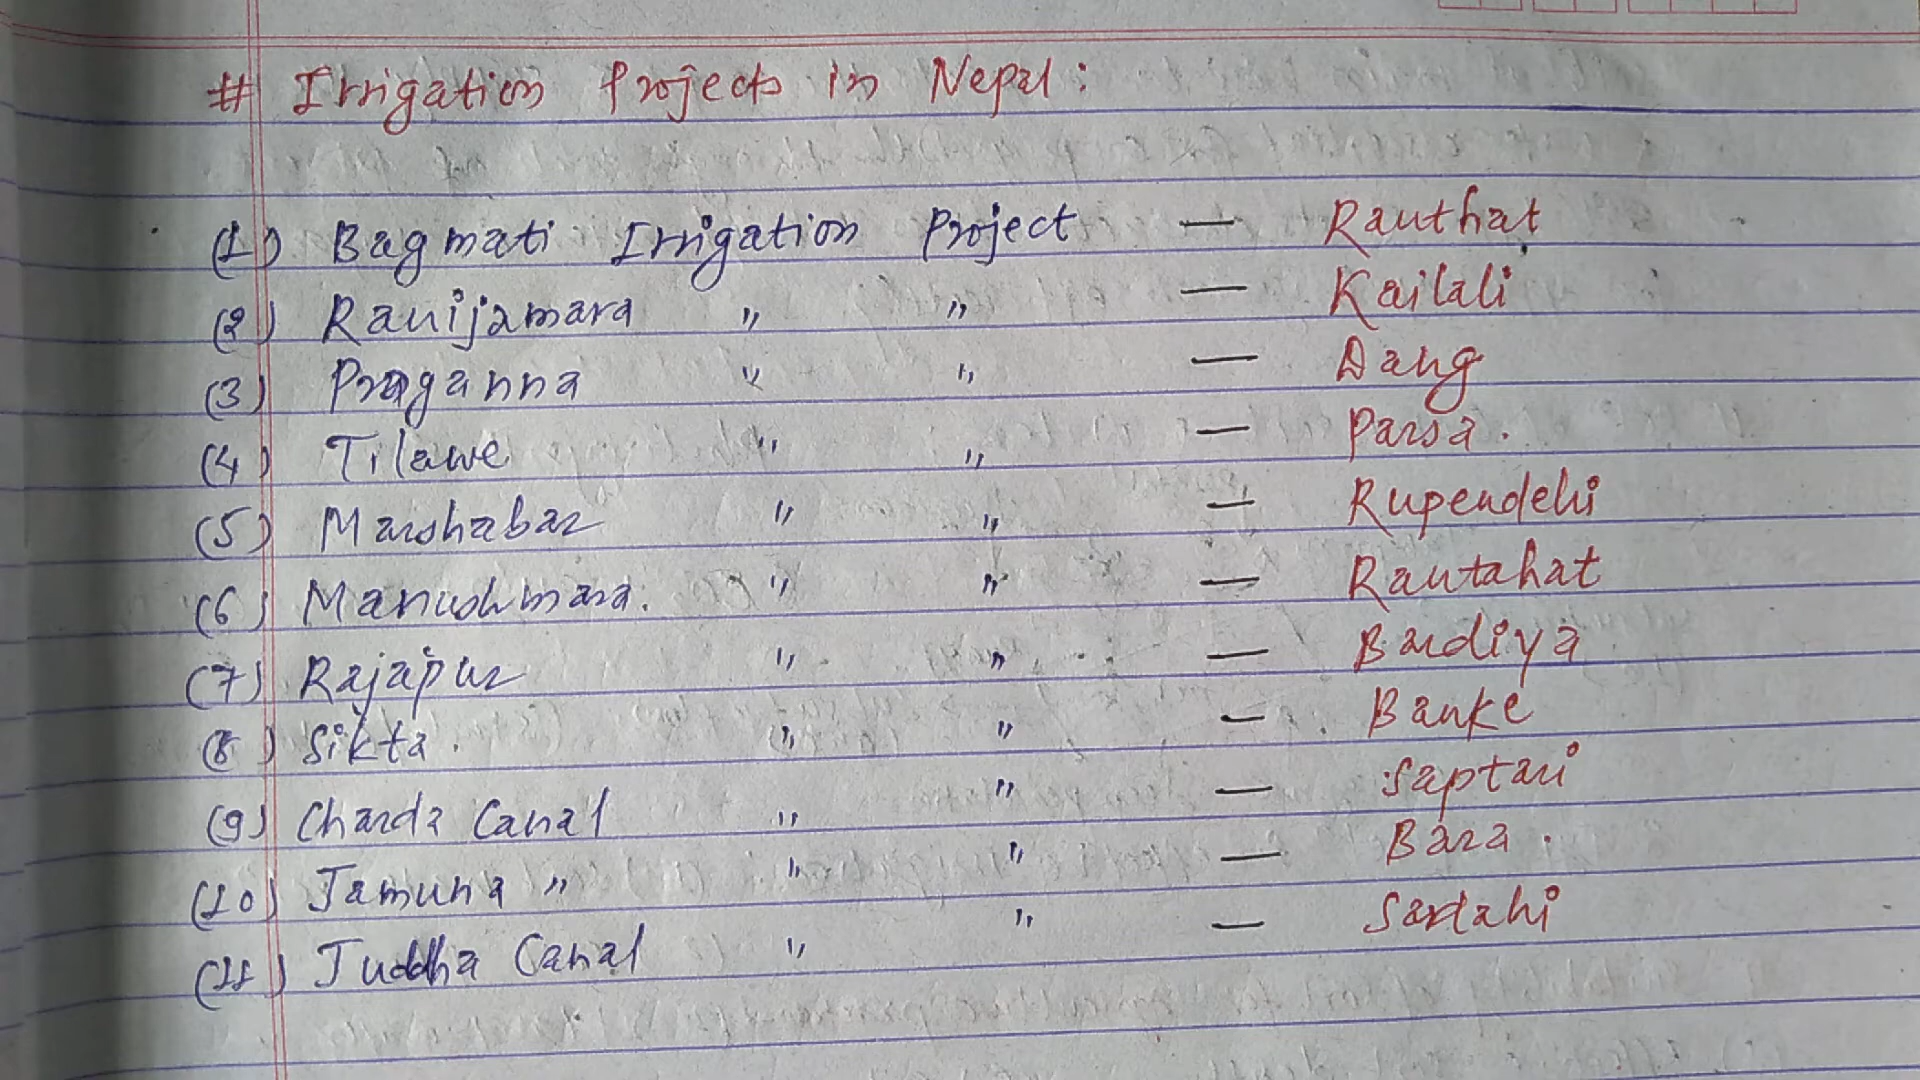 # Irrigation Projects in Nepal:
(1) Bagmati Irrigation Project — Rauthat
(2) Ranijamara " " — Kailali
(3) Praganna " " — Dang
(4) Tilawe " " — Parsa.
(5) Marshabar " " — Rupendehi
(6) Manushmara. " " — Rautahat
(7) Rajapur " " — Bardiya
(8) Sikta. " " — Banke
(9) Charda Canal " " — Saptari
(10) Jamuna " " " — Bara.
(11) Juddha Canal " " — Sarlahi